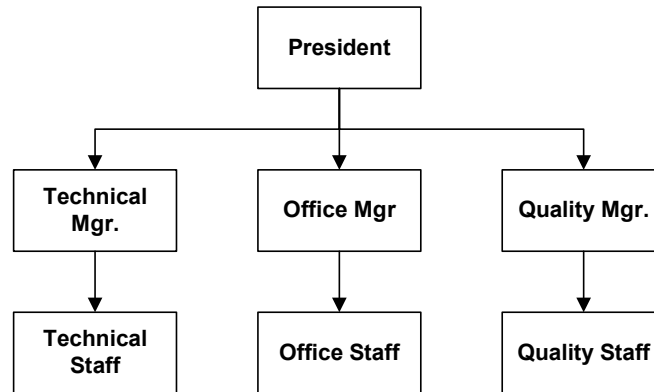 President
Technical
Mgr.
Office Mgr
Quality Mgr.
Technical
Staff
Office Staff
Quality Staff